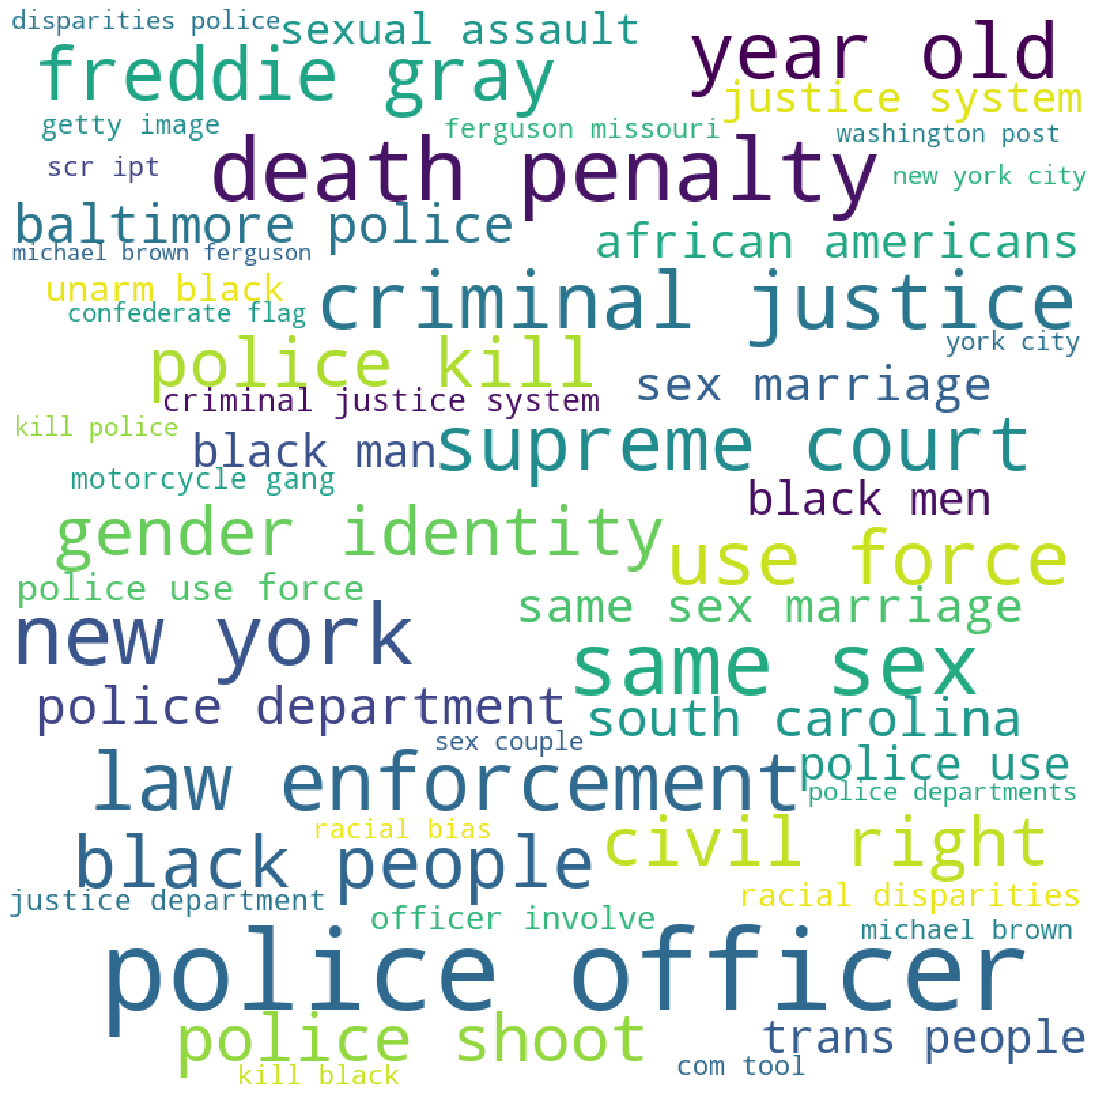 disparities police
sexual assault
year old
freddie gray
justice system
getty image
ferguson missouri
washington post
scr ipt
death penalty
new york city
baltimore police
african americans
michael brown ferguson
unarm black
criminal justice
confederate flag
york city
police kill
sex marriage
criminal justice system
kill police
black man
supreme court
motorcycle gang
black men
gender identity
use force
police use force
same sex marriage
new york
same sex
police department
south carolina
sex couple
law enforcement
police use
police departments
racial bias
civil right
black people
racial disparities
justice department
officer involve
michael brown
police officer
police shoot
trans people
com tool
kill black